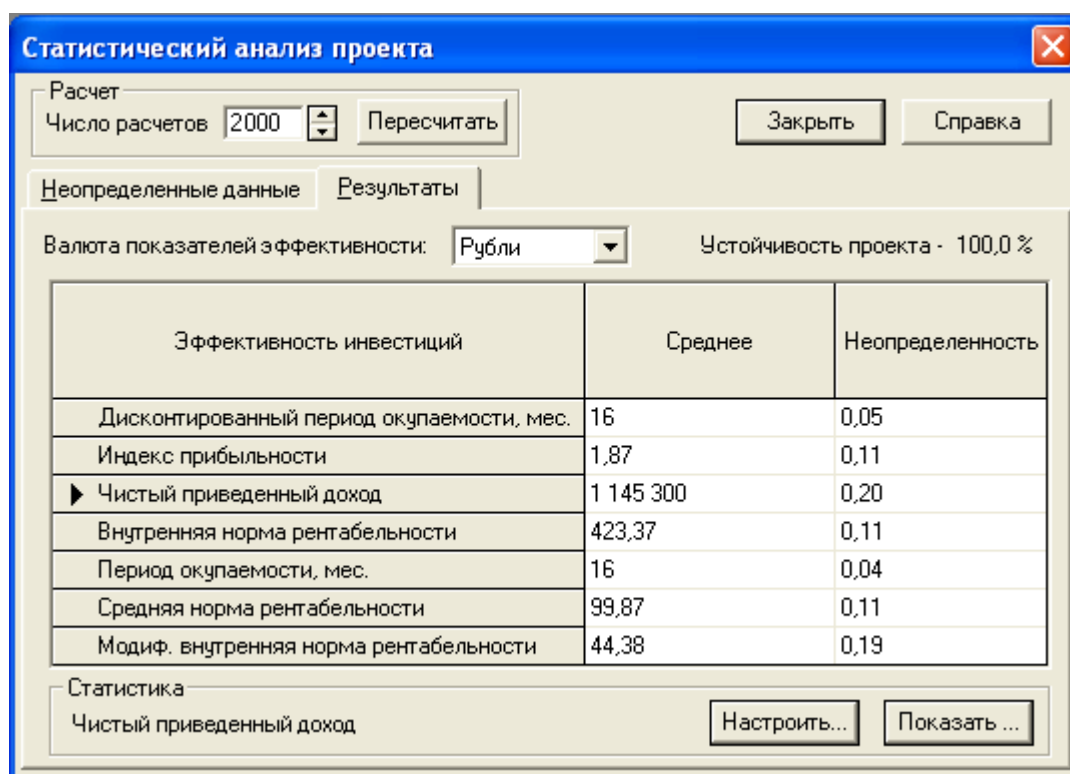 Статистический анализ проекта
Расчет
Число расчетов 2000 Пересчитать Закрыть Справка
Неопределенные данные Результаты
Валюта показателей эффективности: Рубли Устойчивость проекта - 100,0 %
Эффективность инвестиций Среднее Неопределенность
Дисконтированный период окупаемости, мес. 16 0,05
Индекс прибыльности 1,87 0,11
Чистый приведенный доход 1 145 300 0,20
Внутренняя норма рентабельности 423,37 0,11
Период окупаемости, мес. 16 0,04
Средняя норма рентабельности 99,87 0,11
Модиф. внутренняя норма рентабельности 44,38 0,19
Статистика
Чистый приведенный доход Настроить... Показать ...